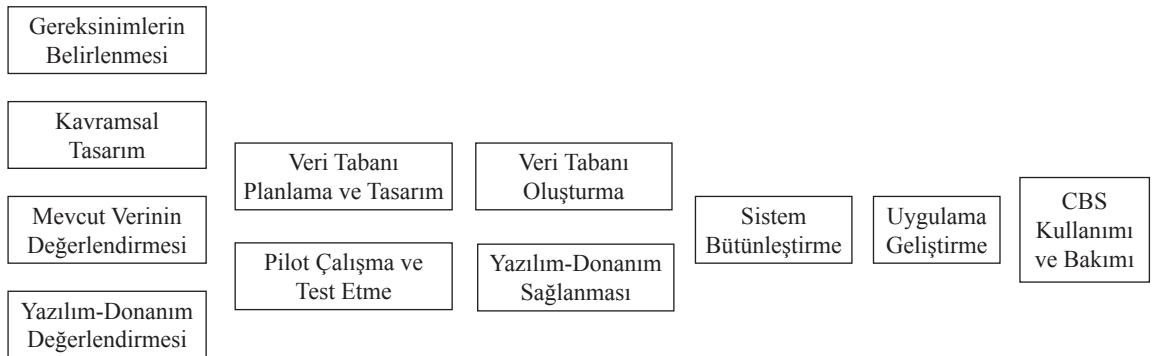 Gereksinimlerin
Belirlenmesi
Kavramsal
Tasarım
Mevcut Verinin
Değerlendirmesi
Yazılım-Donanım
Değerlendirmesi
Veri Tabanı
Planlama ve Tasarım
Pilot Çalışma ve
Test Etme
Veri Tabanı
Oluşturma
Yazılım-Donanım
Sağlanması
Sistem
Bütünleştirme
Uygulama
Geliştirme
CBS
Kullanımı
ve Bakımı